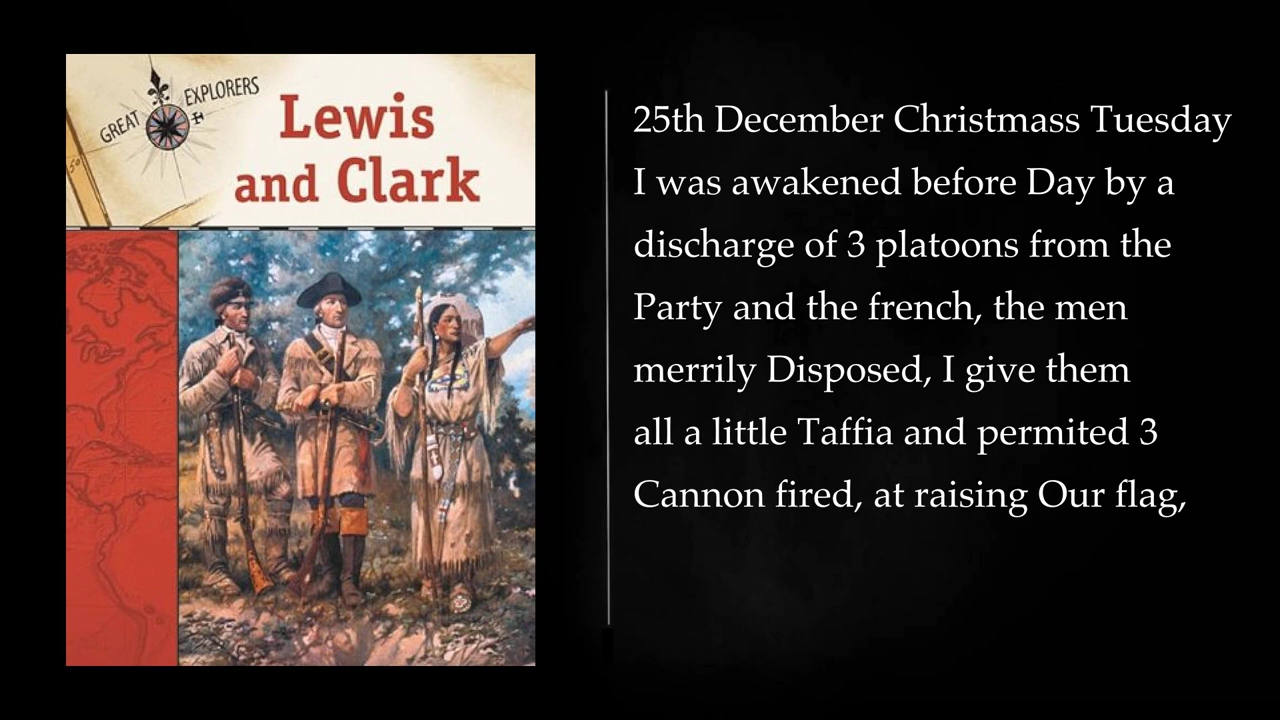 GREAT EXPLORERS
Lewis
and Clark
25th December Christmass Tuesday
I was awakened before Day by a
discharge of 3 platoons from the
Party and the french, the men
merrily Disposed, I give them
all a little Taffia and permited 3
Cannon fired, at raising Our flag,